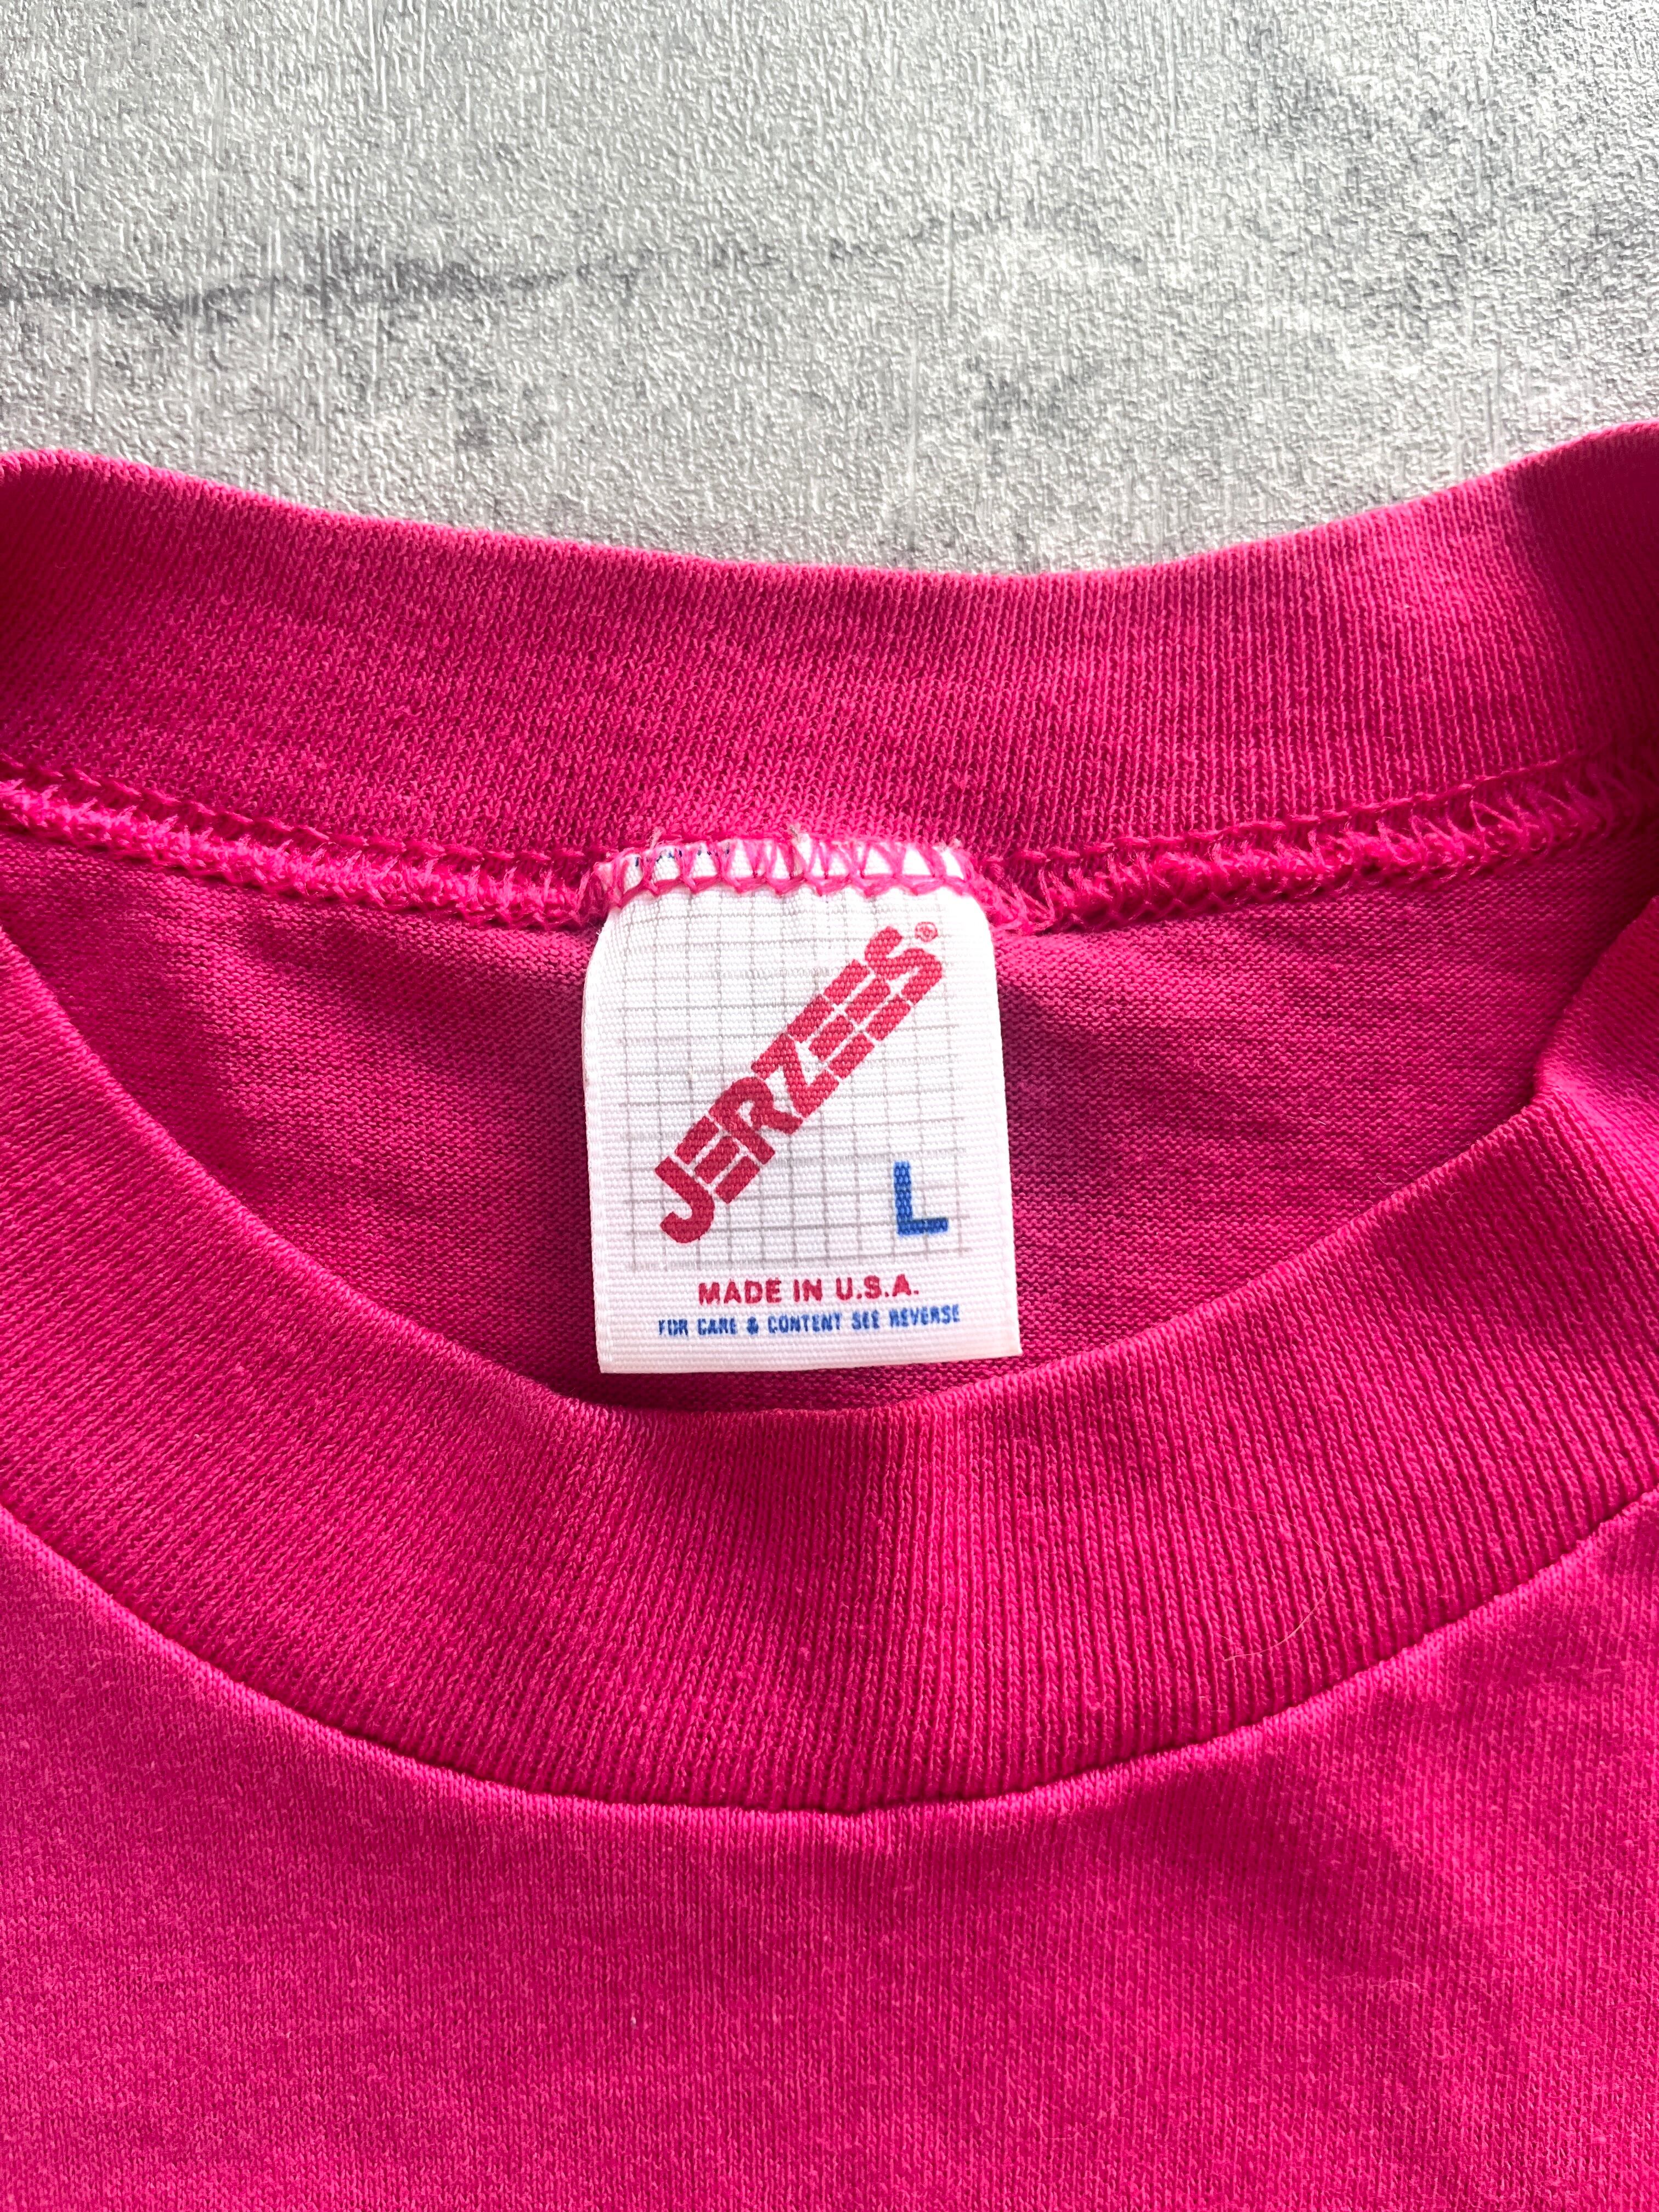 JERZEES®
L
MADE IN U.S.A.
FOR CARE & CONTENT SEE REVERSE